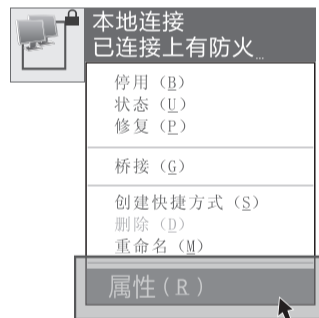 本地连接
已连接上有防火...
停用（B）
状态（U）
修复（P）
桥接（G）
创建快捷方式（S）
删除（D）
重命名（M）
属性（R）